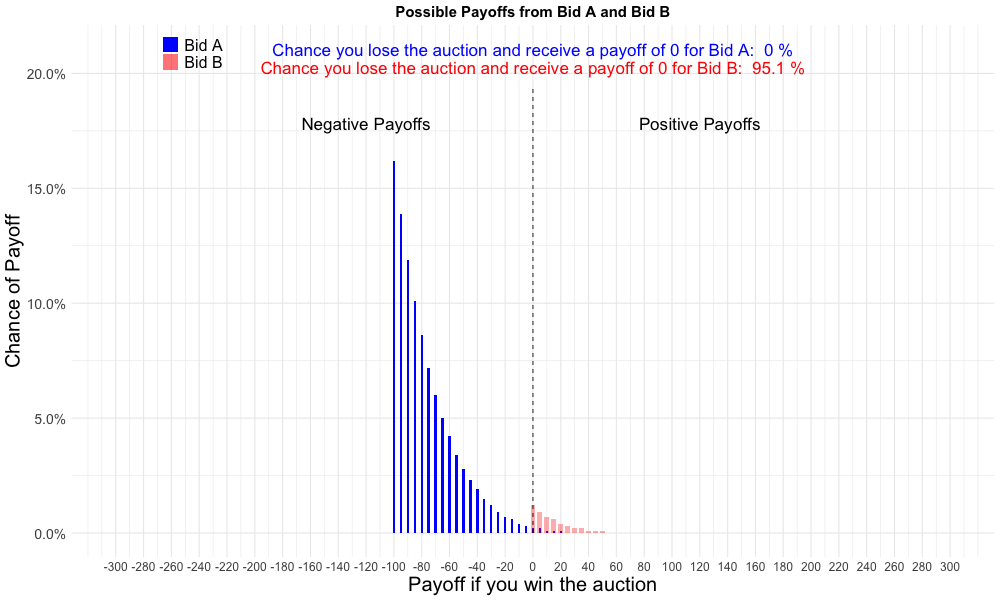 Possible Payoffs from Bid A and Bid B
Bid A
Bid B
Chance you lose the auction and receive a payoff of 0 for Bid A:  0 %
Chance you lose the auction and receive a payoff of 0 for Bid B:  95.1 %
Negative Payoffs
Positive Payoffs
Chance of Payoff
20.0%
15.0%
10.0%
5.0%
0.0%
-300 -280 -260 -240 -220 -200 -180 -160 -140 -120 -100 -80 -60 -40 -20 0 20 40 60 80 100 120 140 160 180 200 220 240 260 280 300
Payoff if you win the auction